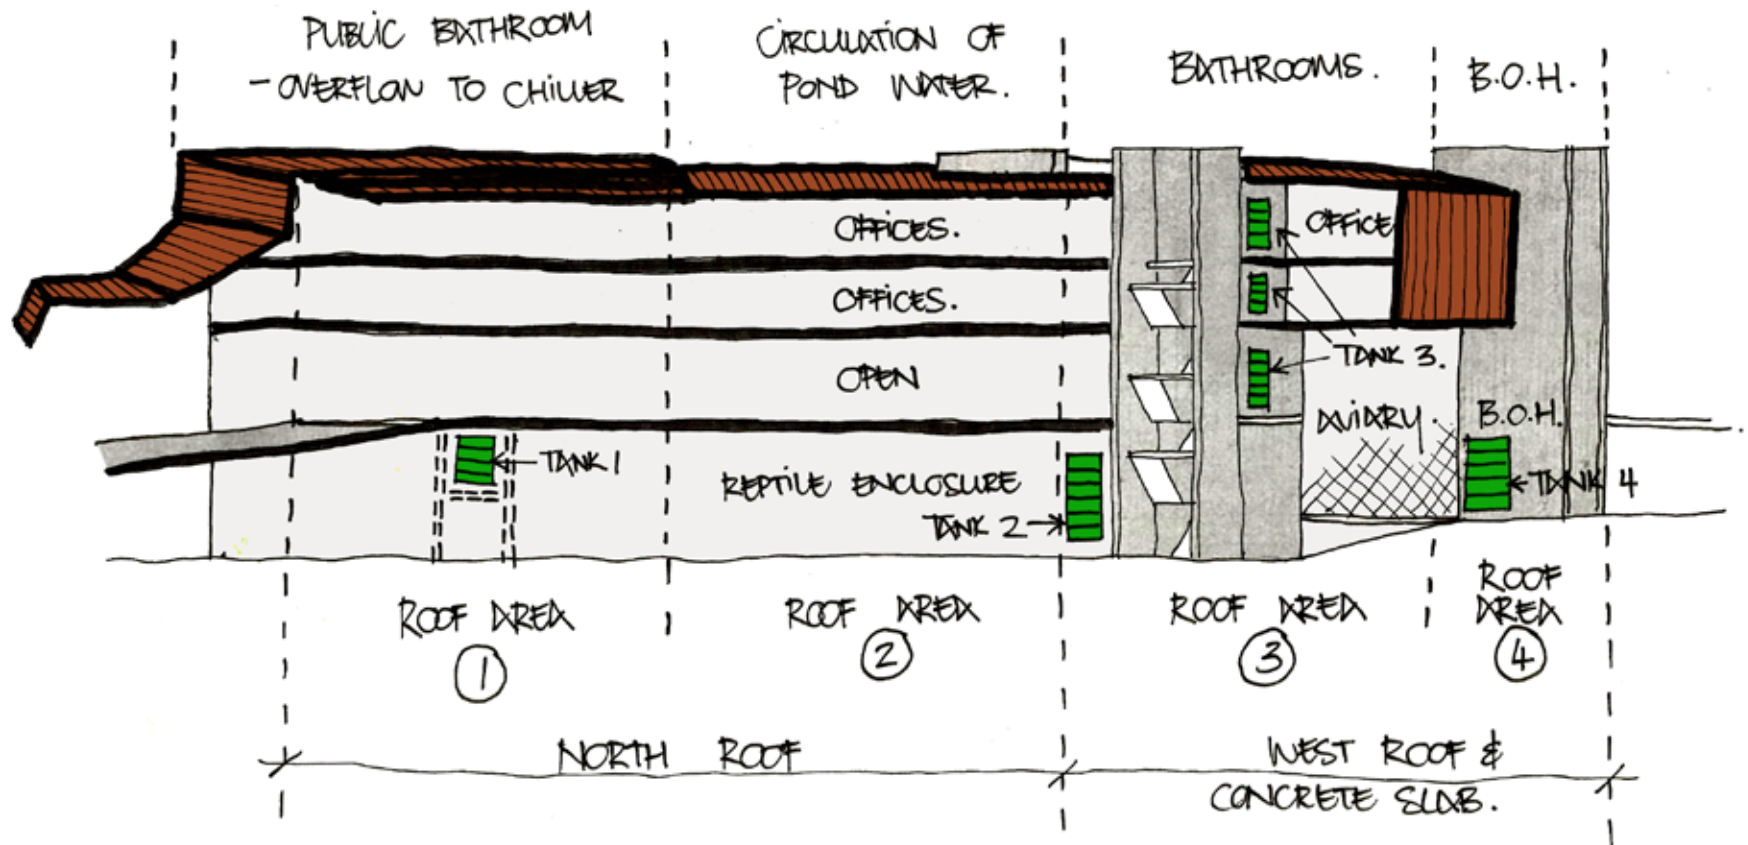 PUBLIC BATHROOM
- OVERFLOW TO CHILLER
CIRCULATION OF
POND WATER.
BATHROOMS.
B.O.H.
OFFICES.
OFFICE
OFFICES.
TANK 3.
OPEN
AVIARY.
B.O.H.
TANK 1
REPTILE ENCLOSURE
TANK 2
TANK 4
ROOF AREA
1
ROOF AREA
2
ROOF AREA
3
ROOF
AREA
4
NORTH ROOF
WEST ROOF &
CONCRETE SLAB.